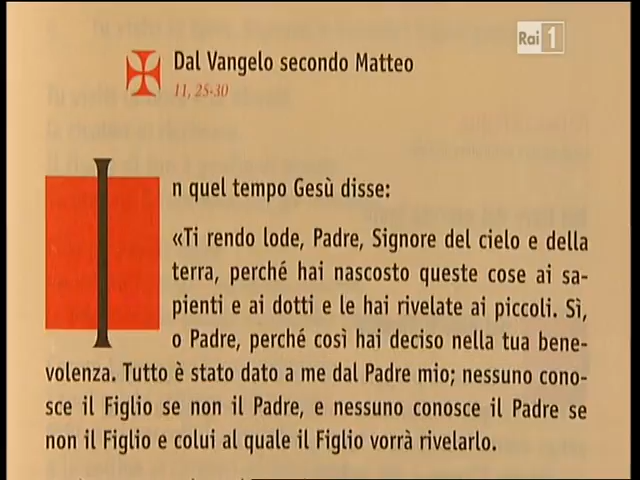 Rai 1
Dal Vangelo secondo Matteo
11, 25-30
In quel tempo Gesù disse:
«Ti rendo lode, Padre, Signore del cielo e della
terra, perché hai nascosto queste cose ai sa-
pienti e ai dotti e le hai rivelate ai piccoli. Sì,
o Padre, perché così hai deciso nella tua bene-
volenza. Tutto è stato dato a me dal Padre mio; nessuno cono-
sce il Figlio se non il Padre, e nessuno conosce il Padre se
non il Figlio e colui al quale il Figlio vorrà rivelarlo.